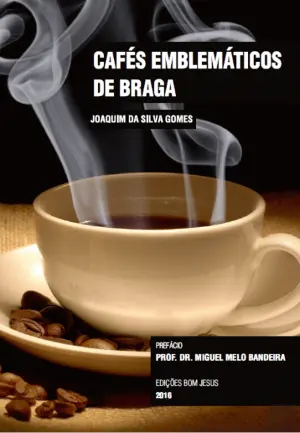 CAFÉS EMBLEMÁTICOS
DE BRAGA
JOAQUIM DA SILVA GOMES
PREFÁCIO
PROF. DR. MIGUEL MELO BANDEIRA
EDIÇÕES BOM JESUS
2016